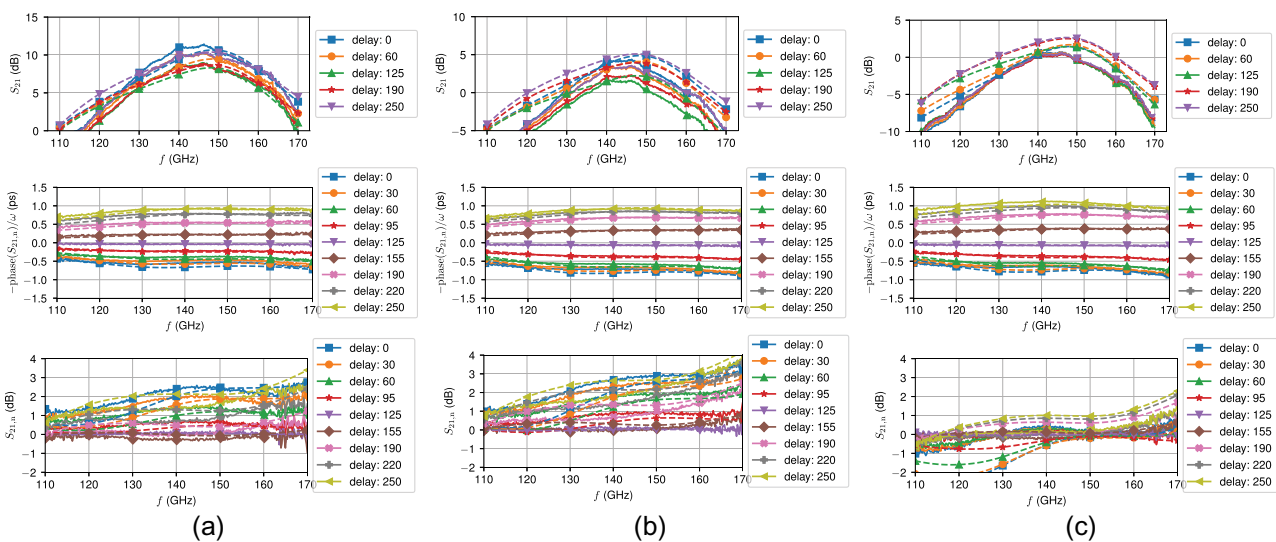 15
10
5
0
S₂₁ (dB)
110 120 130 140 150 160 170
f (GHz)
delay: 0
delay: 60
delay: 125
delay: 190
delay: 250
5
0
−5
S₂₁ (dB)
110 120 130 140 150 160 170
f (GHz)
delay: 0
delay: 60
delay: 125
delay: 190
delay: 250
5
0
−5
−10
S₂₁ (dB)
110 120 130 140 150 160 170
f (GHz)
delay: 0
delay: 60
delay: 125
delay: 190
delay: 250
1.5
1.0
0.5
0.0
−0.5
−1.0
−1.5
−phase(S₂₁,ₙ)/ω (ps)
110 120 130 140 150 160 170
f (GHz)
delay: 0
delay: 30
delay: 60
delay: 95
delay: 125
delay: 155
delay: 190
delay: 220
delay: 250
1.5
1.0
0.5
0.0
−0.5
−1.0
−1.5
−phase(S₂₁,ₙ)/ω (ps)
110 120 130 140 150 160 170
f (GHz)
delay: 0
delay: 30
delay: 60
delay: 95
delay: 125
delay: 155
delay: 190
delay: 220
delay: 250
1.5
1.0
0.5
0.0
−0.5
−1.0
−1.5
−phase(S₂₁,ₙ)/ω (ps)
110 120 130 140 150 160 170
f (GHz)
delay: 0
delay: 30
delay: 60
delay: 95
delay: 125
delay: 155
delay: 190
delay: 220
delay: 250
4
3
2
1
0
−1
−2
S₂₁,ₙ (dB)
110 120 130 140 150 160 170
f (GHz)
delay: 0
delay: 30
delay: 60
delay: 95
delay: 125
delay: 155
delay: 190
delay: 220
delay: 250
4
3
2
1
0
−1
−2
S₂₁,ₙ (dB)
110 120 130 140 150 160 170
f (GHz)
delay: 0
delay: 30
delay: 60
delay: 95
delay: 125
delay: 155
delay: 190
delay: 220
delay: 250
4
3
2
1
0
−1
−2
S₂₁,ₙ (dB)
110 120 130 140 150 160 170
f (GHz)
delay: 0
delay: 30
delay: 60
delay: 95
delay: 125
delay: 155
delay: 190
delay: 220
delay: 250
(a) (b) (c)